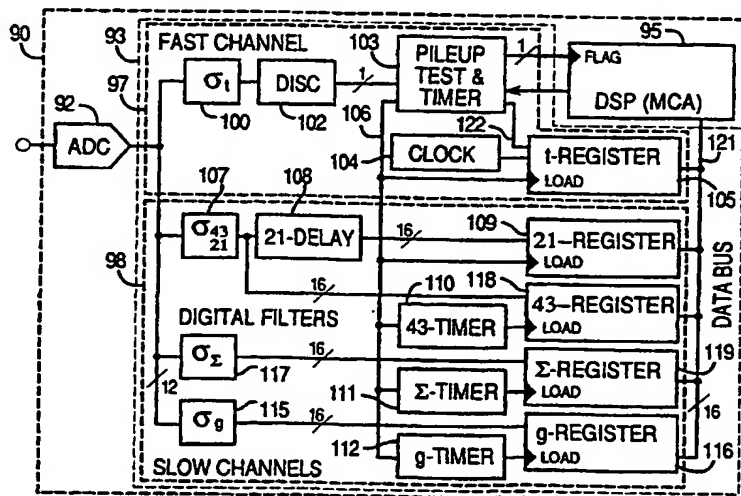 90
93
FAST CHANNEL
97
92
ADC
σt
100
DISC
102
1
103
PILEUP
TEST &
TIMER
1
95
FLAG
DSP (MCA)
106
122
104
CLOCK
t-REGISTER
LOAD
121
105
107
σ43
21
108
21-DELAY
16
109
21-REGISTER
LOAD
98
16
110
118
43-TIMER
43-REGISTER
LOAD
DATA BUS
DIGITAL FILTERS
σΣ
117
16
111
Σ-TIMER
Σ-REGISTER
LOAD
119
12
σg
115
16
112
g-TIMER
g-REGISTER
LOAD
16
116
SLOW CHANNELS